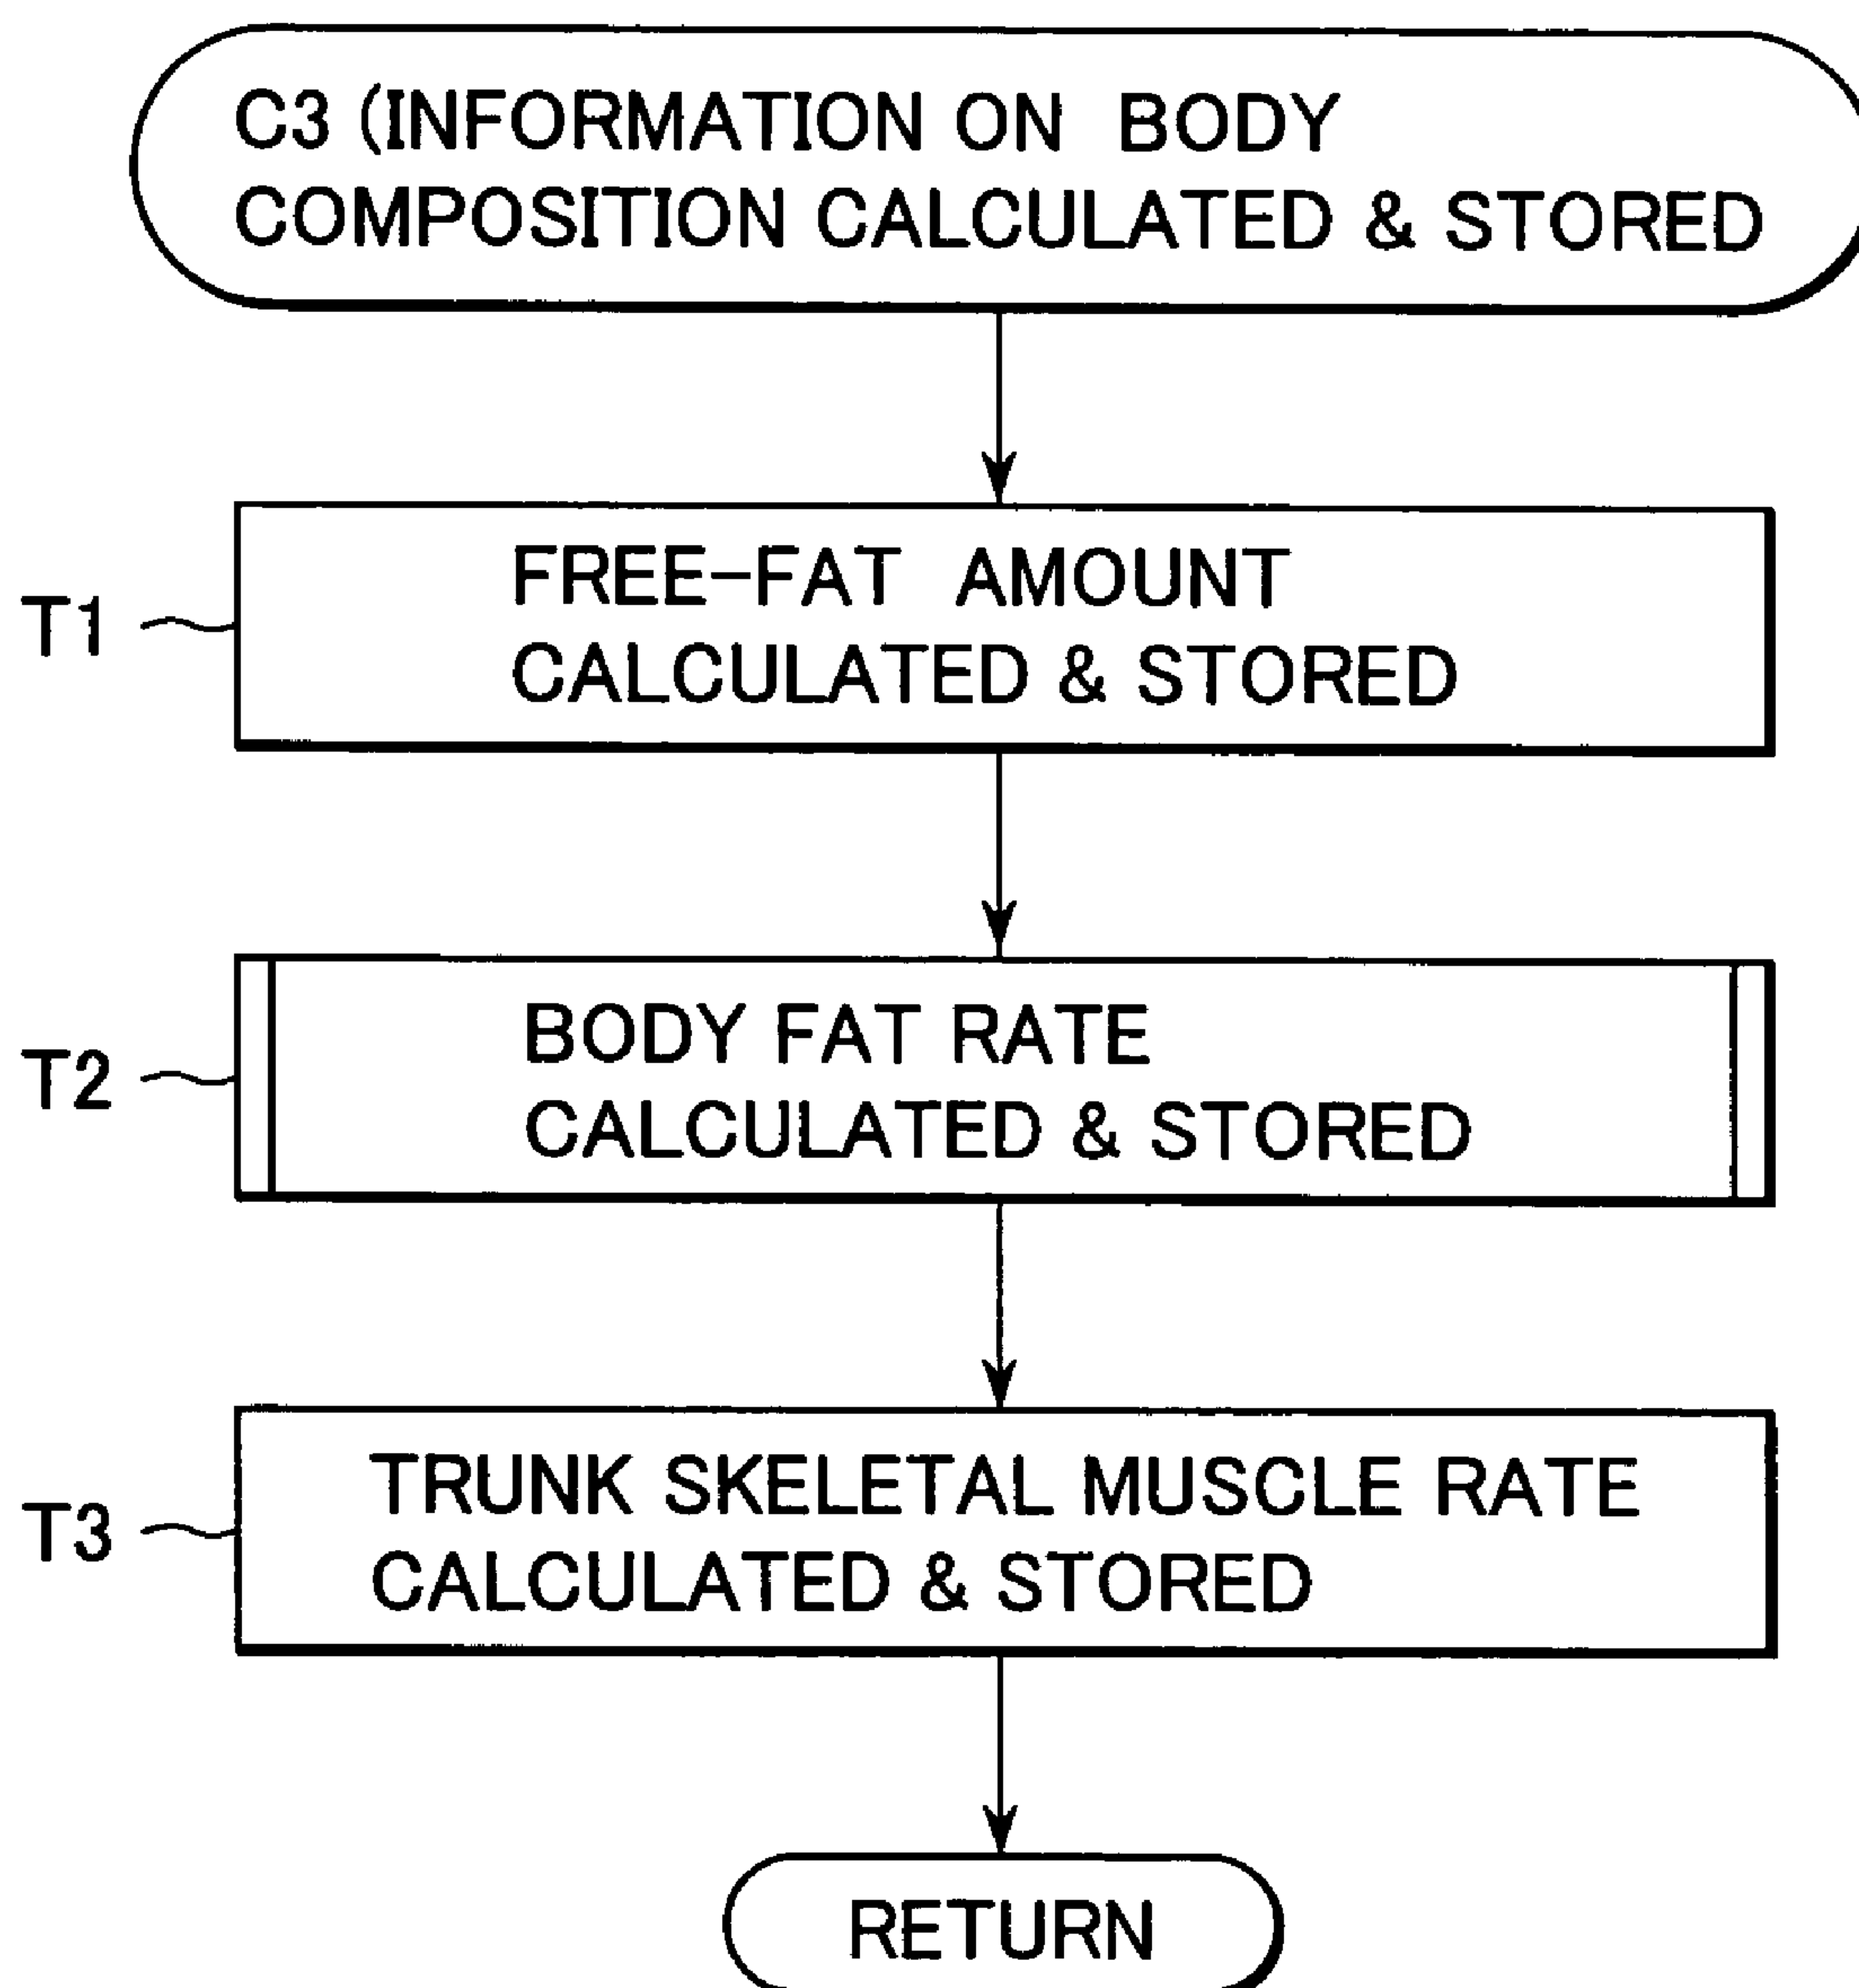 C3 (INFORMATION ON BODY
COMPOSITION CALCULATED & STORED
T1
FREE-FAT AMOUNT
CALCULATED & STORED
T2
BODY FAT RATE
CALCULATED & STORED
T3
TRUNK SKELETAL MUSCLE RATE
CALCULATED & STORED
RETURN